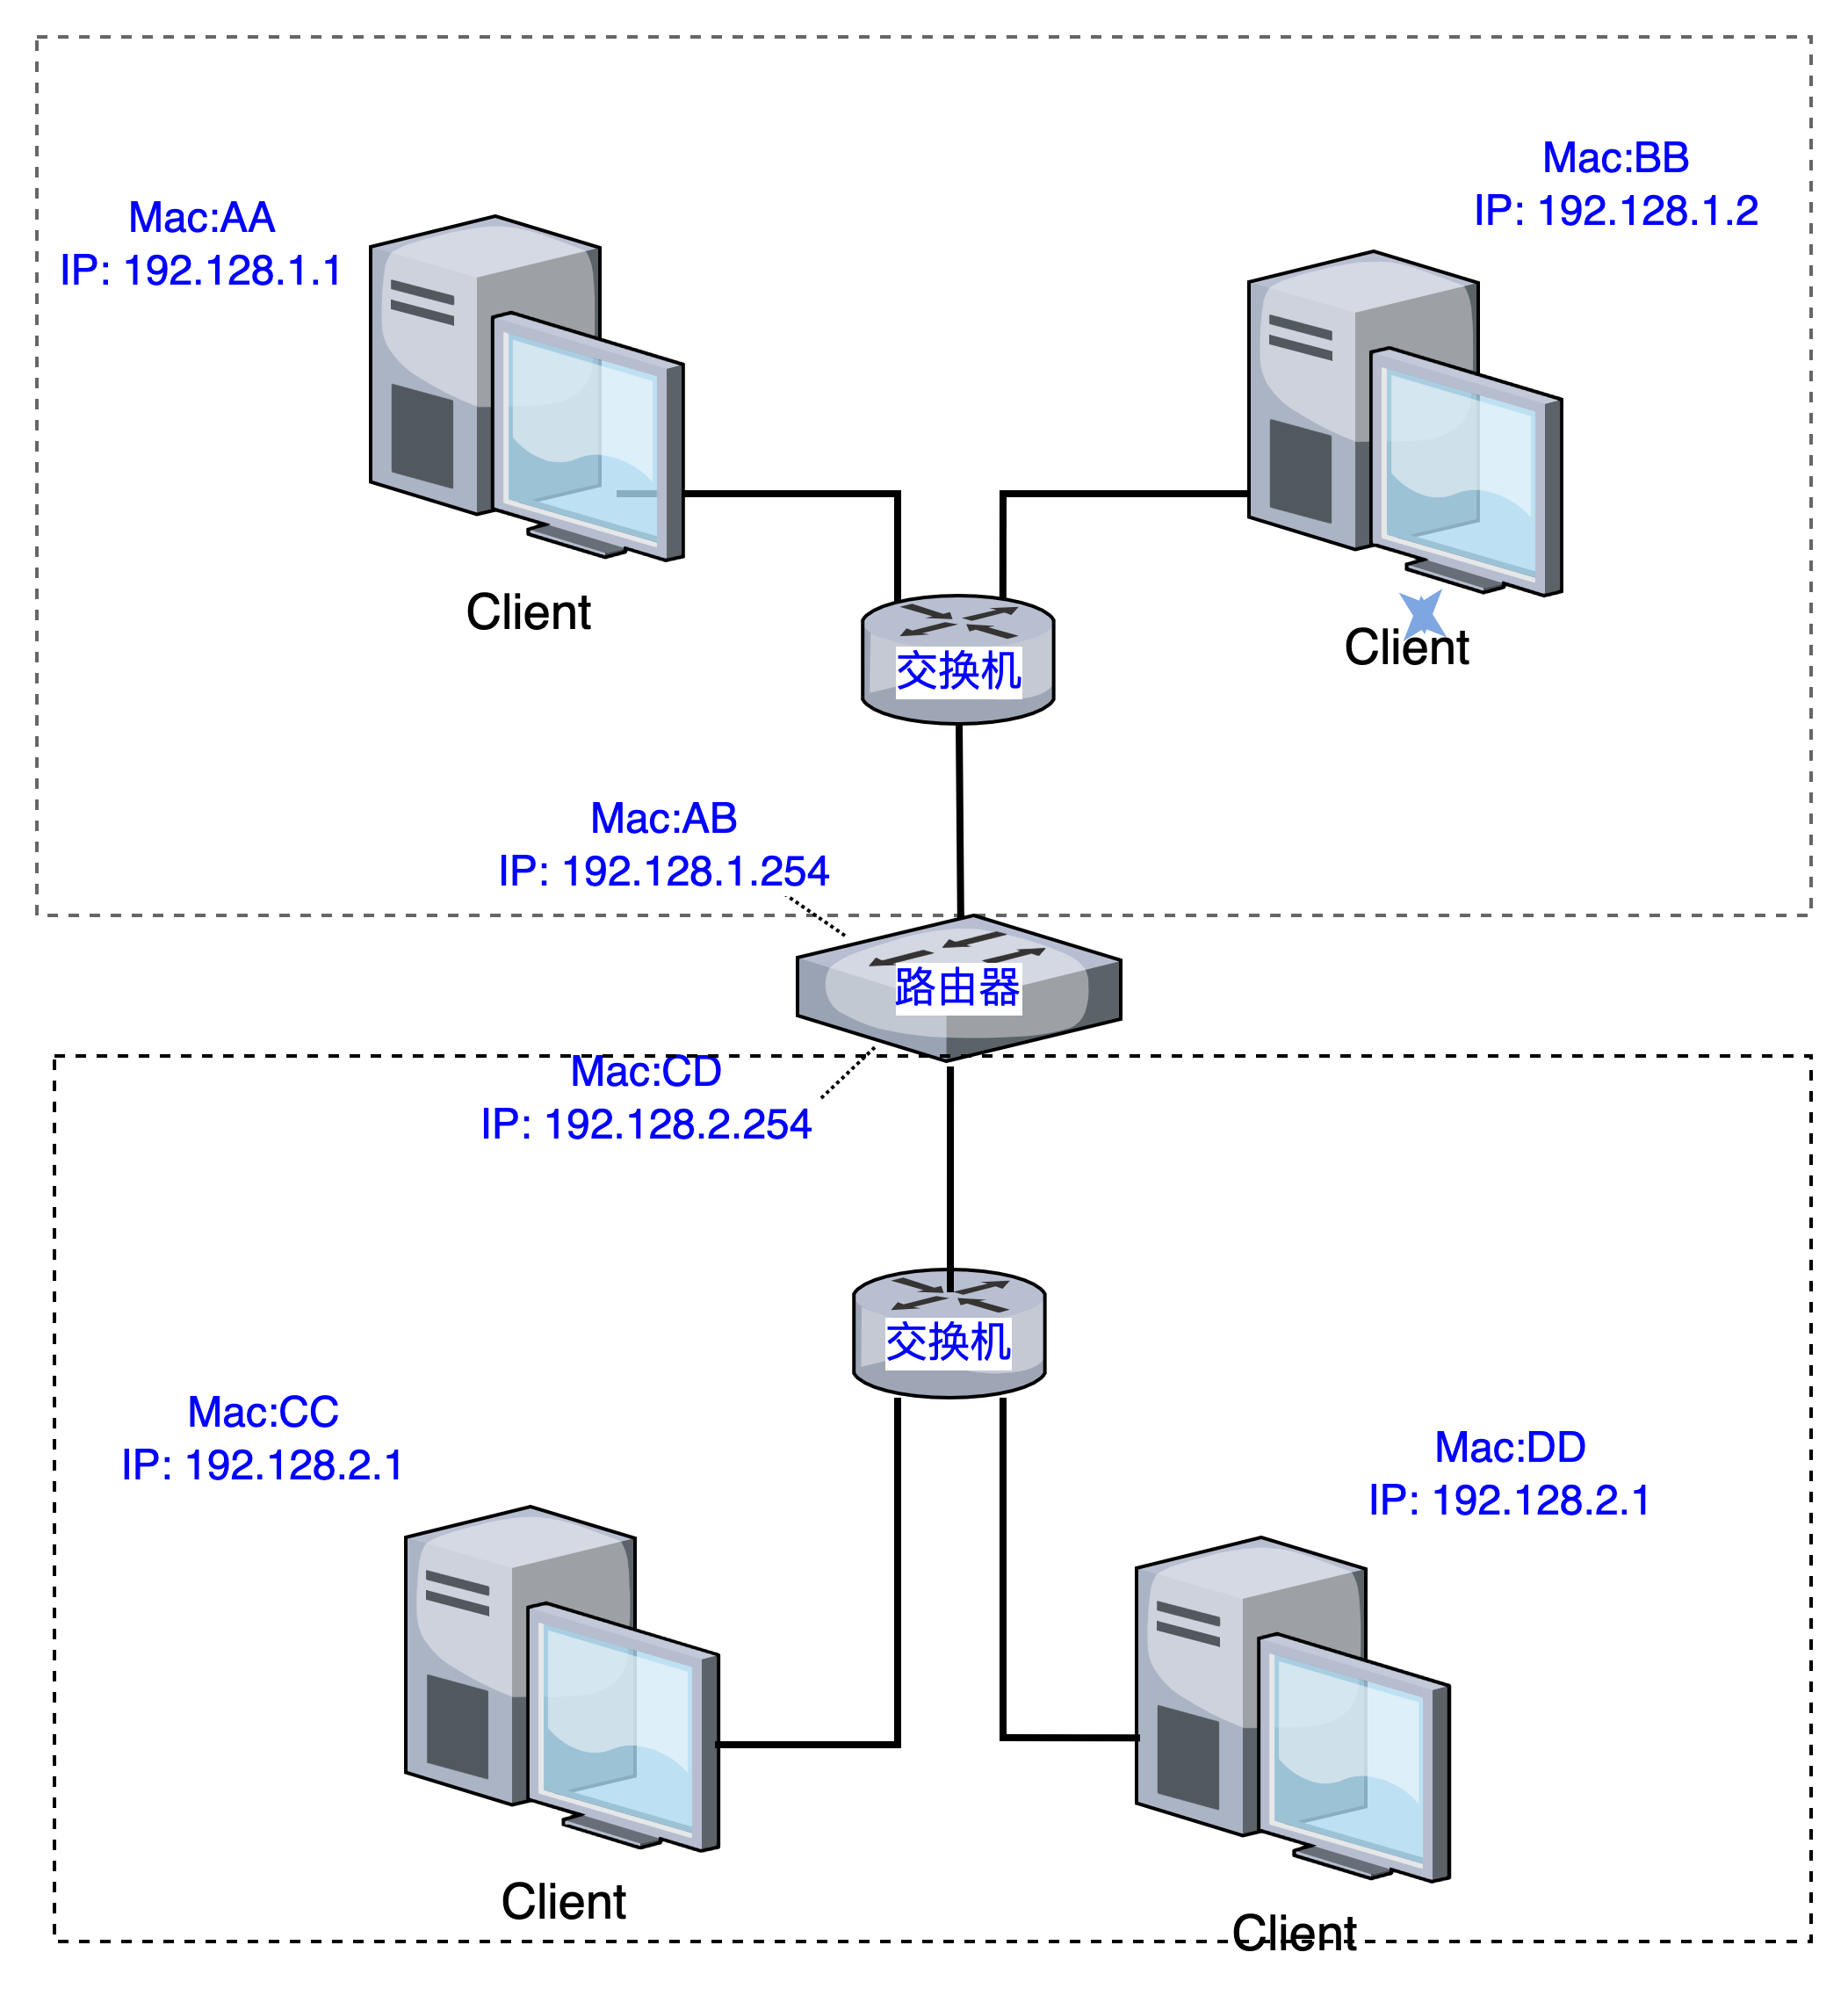 Mac:BB
IP: 192.128.1.2
Mac:AA
IP: 192.128.1.1
Client
Client
交换机
Mac:AB
IP: 192.128.1.254
路由器
Mac:CD
IP: 192.128.2.254
交换机
Mac:CC
IP: 192.128.2.1
Mac:DD
IP: 192.128.2.1
Client
Client